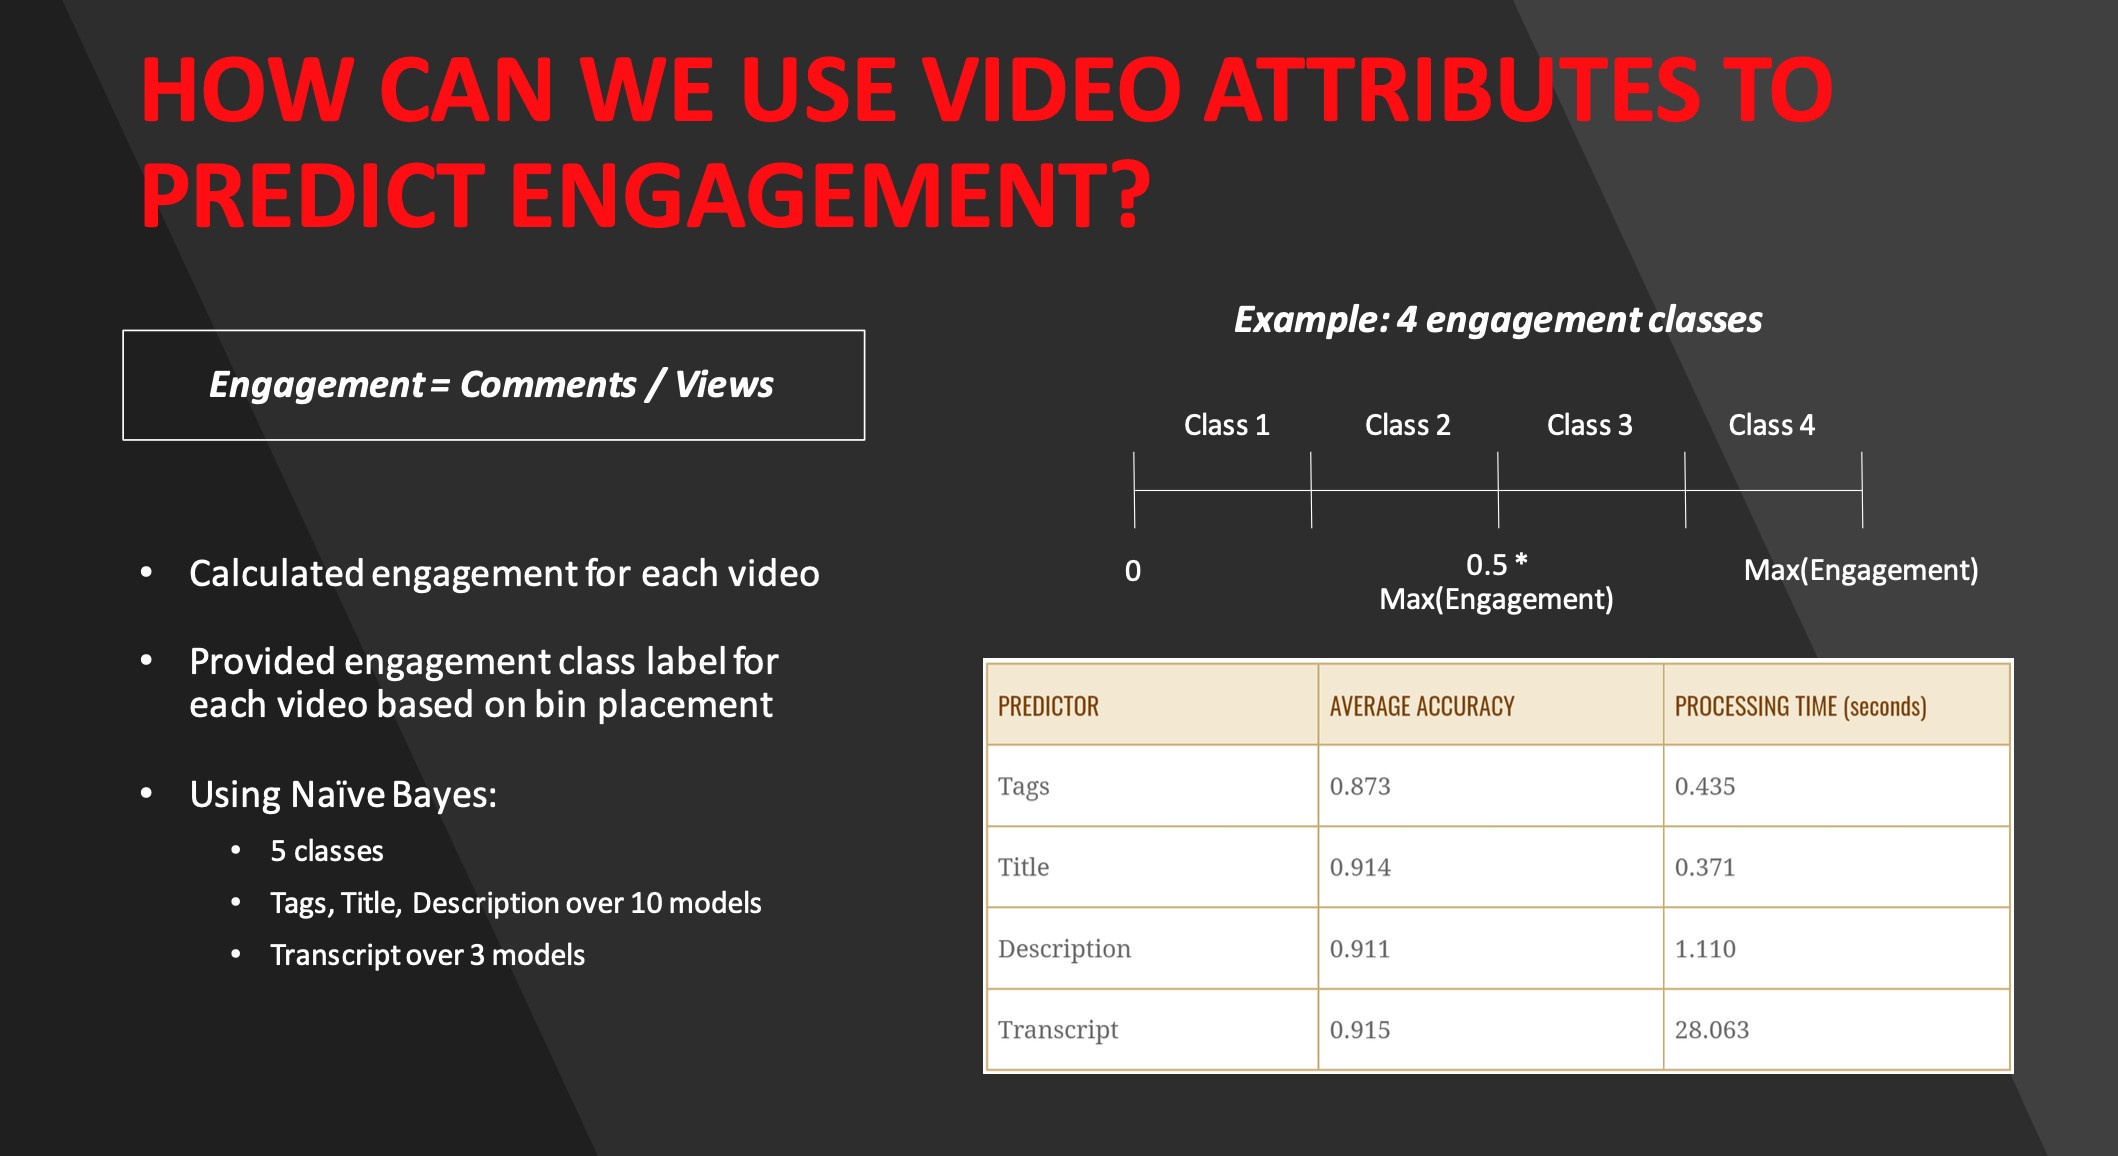 HOW CAN WE USE VIDEO ATTRIBUTES TO
PREDICT ENGAGEMENT?
Engagement = Comments / Views
• Calculated engagement for each video
• Provided engagement class label for
each video based on bin placement
• Using Naïve Bayes:
• 5 classes
• Tags, Title, Description over 10 models
• Transcript over 3 models
Example: 4 engagement classes
Class 1 Class 2 Class 3 Class 4
0 0.5 * Max(Engagement)
Max(Engagement)
PREDICTOR AVERAGE ACCURACY PROCESSING TIME (seconds)
Tags 0.873 0.435
Title 0.914 0.371
Description 0.911 1.110
Transcript 0.915 28.063